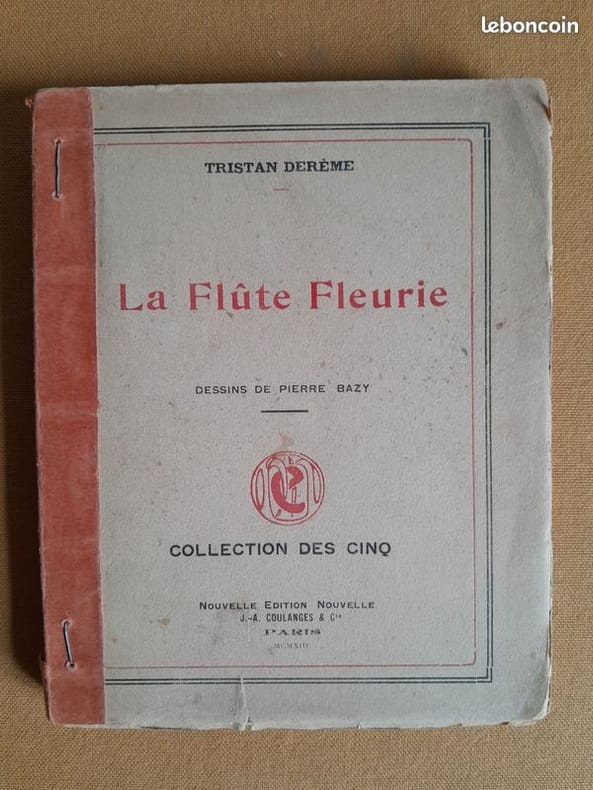 leboncoin
TRISTAN DERÈME
La Flûte Fleurie
DESSINS DE PIERRE BAZY
COLLECTION DES CINQ
NOUVELLE EDITION NOUVELLE
J.-A. COULANGES & Cie
PARIS
MCMXIII